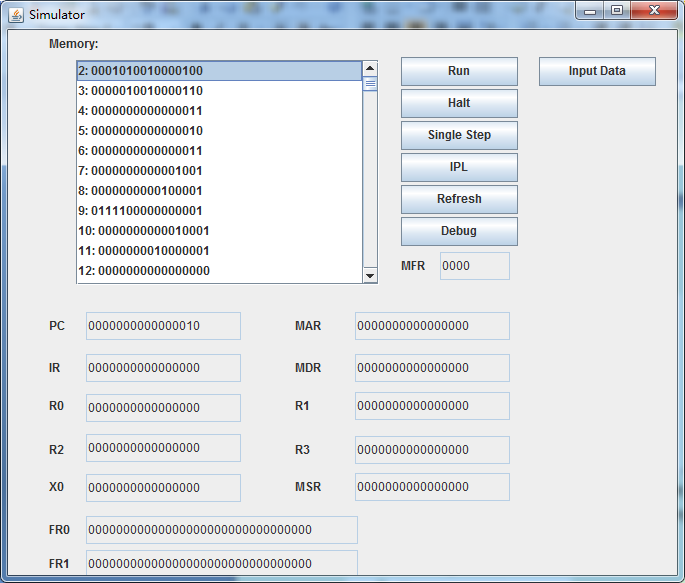 Simulator
Memory:
2: 0001010010000100
3: 0000010010000110
4: 0000000000000011
5: 0000000000000010
6: 0000000000000011
7: 0000000000001001
8: 0000000000100001
9: 0111100000000001
10: 0000000000010001
11: 0000000010000001
12: 0000000000000000
Run
Input Data
Halt
Single Step
IPL
Refresh
Debug
MFR 0000
PC 0000000000000010 MAR 0000000000000000
IR 0000000000000000 MDR 0000000000000000
R0 0000000000000000 R1 0000000000000000
R2 0000000000000000 R3 0000000000000000
X0 0000000000000000 MSR 0000000000000000
FR0 00000000000000000000000000000000
FR1 00000000000000000000000000000000